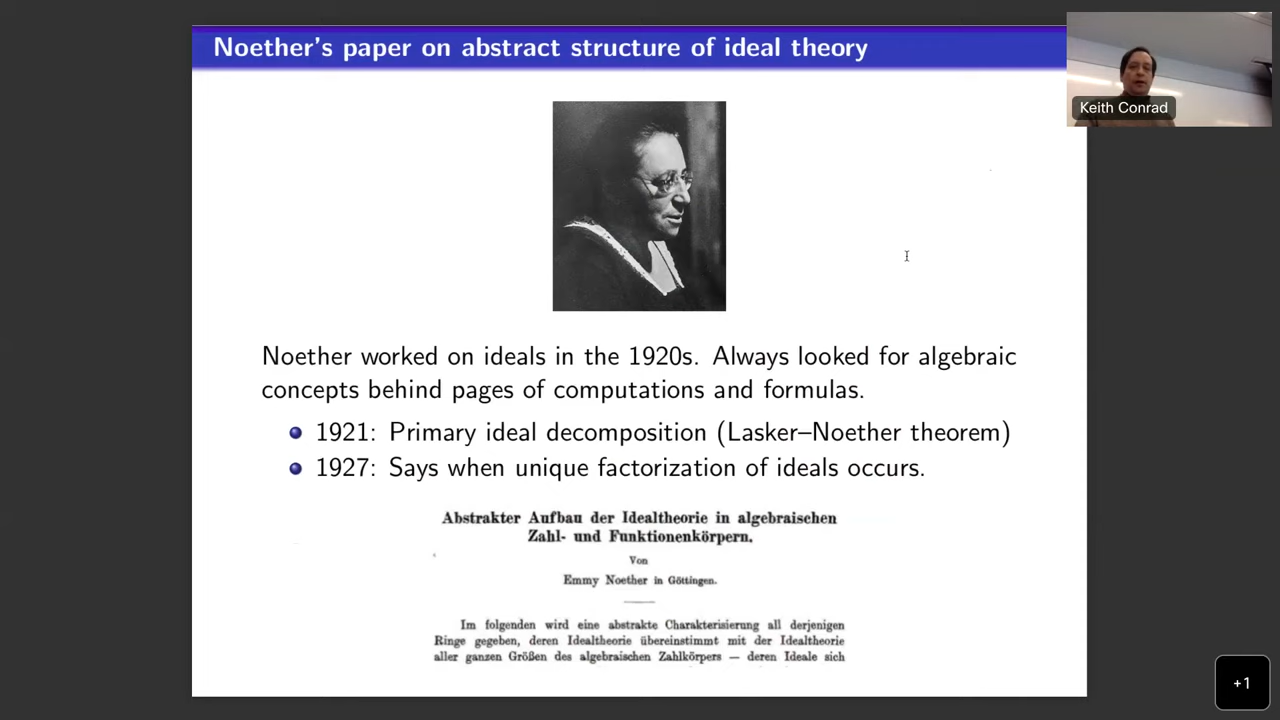 Noether's paper on abstract structure of ideal theory
Keith Conrad
Noether worked on ideals in the 1920s. Always looked for algebraic
concepts behind pages of computations and formulas.
1921: Primary ideal decomposition (Lasker–Noether theorem)
1927: Says when unique factorization of ideals occurs.
Abstrakter Aufbau der Idealtheorie in algebraischen
Zahl- und Funktionenkörpern.
Von
Emmy Noether in Göttingen.
Im folgenden wird eine abstrakte Charakterisierung all derjenigen
Ringe gegeben, deren Idealtheorie übereinstimmt mit der Idealtheorie
aller ganzen Größen des algebraischen Zahlkörpers — deren Ideale sich
+1